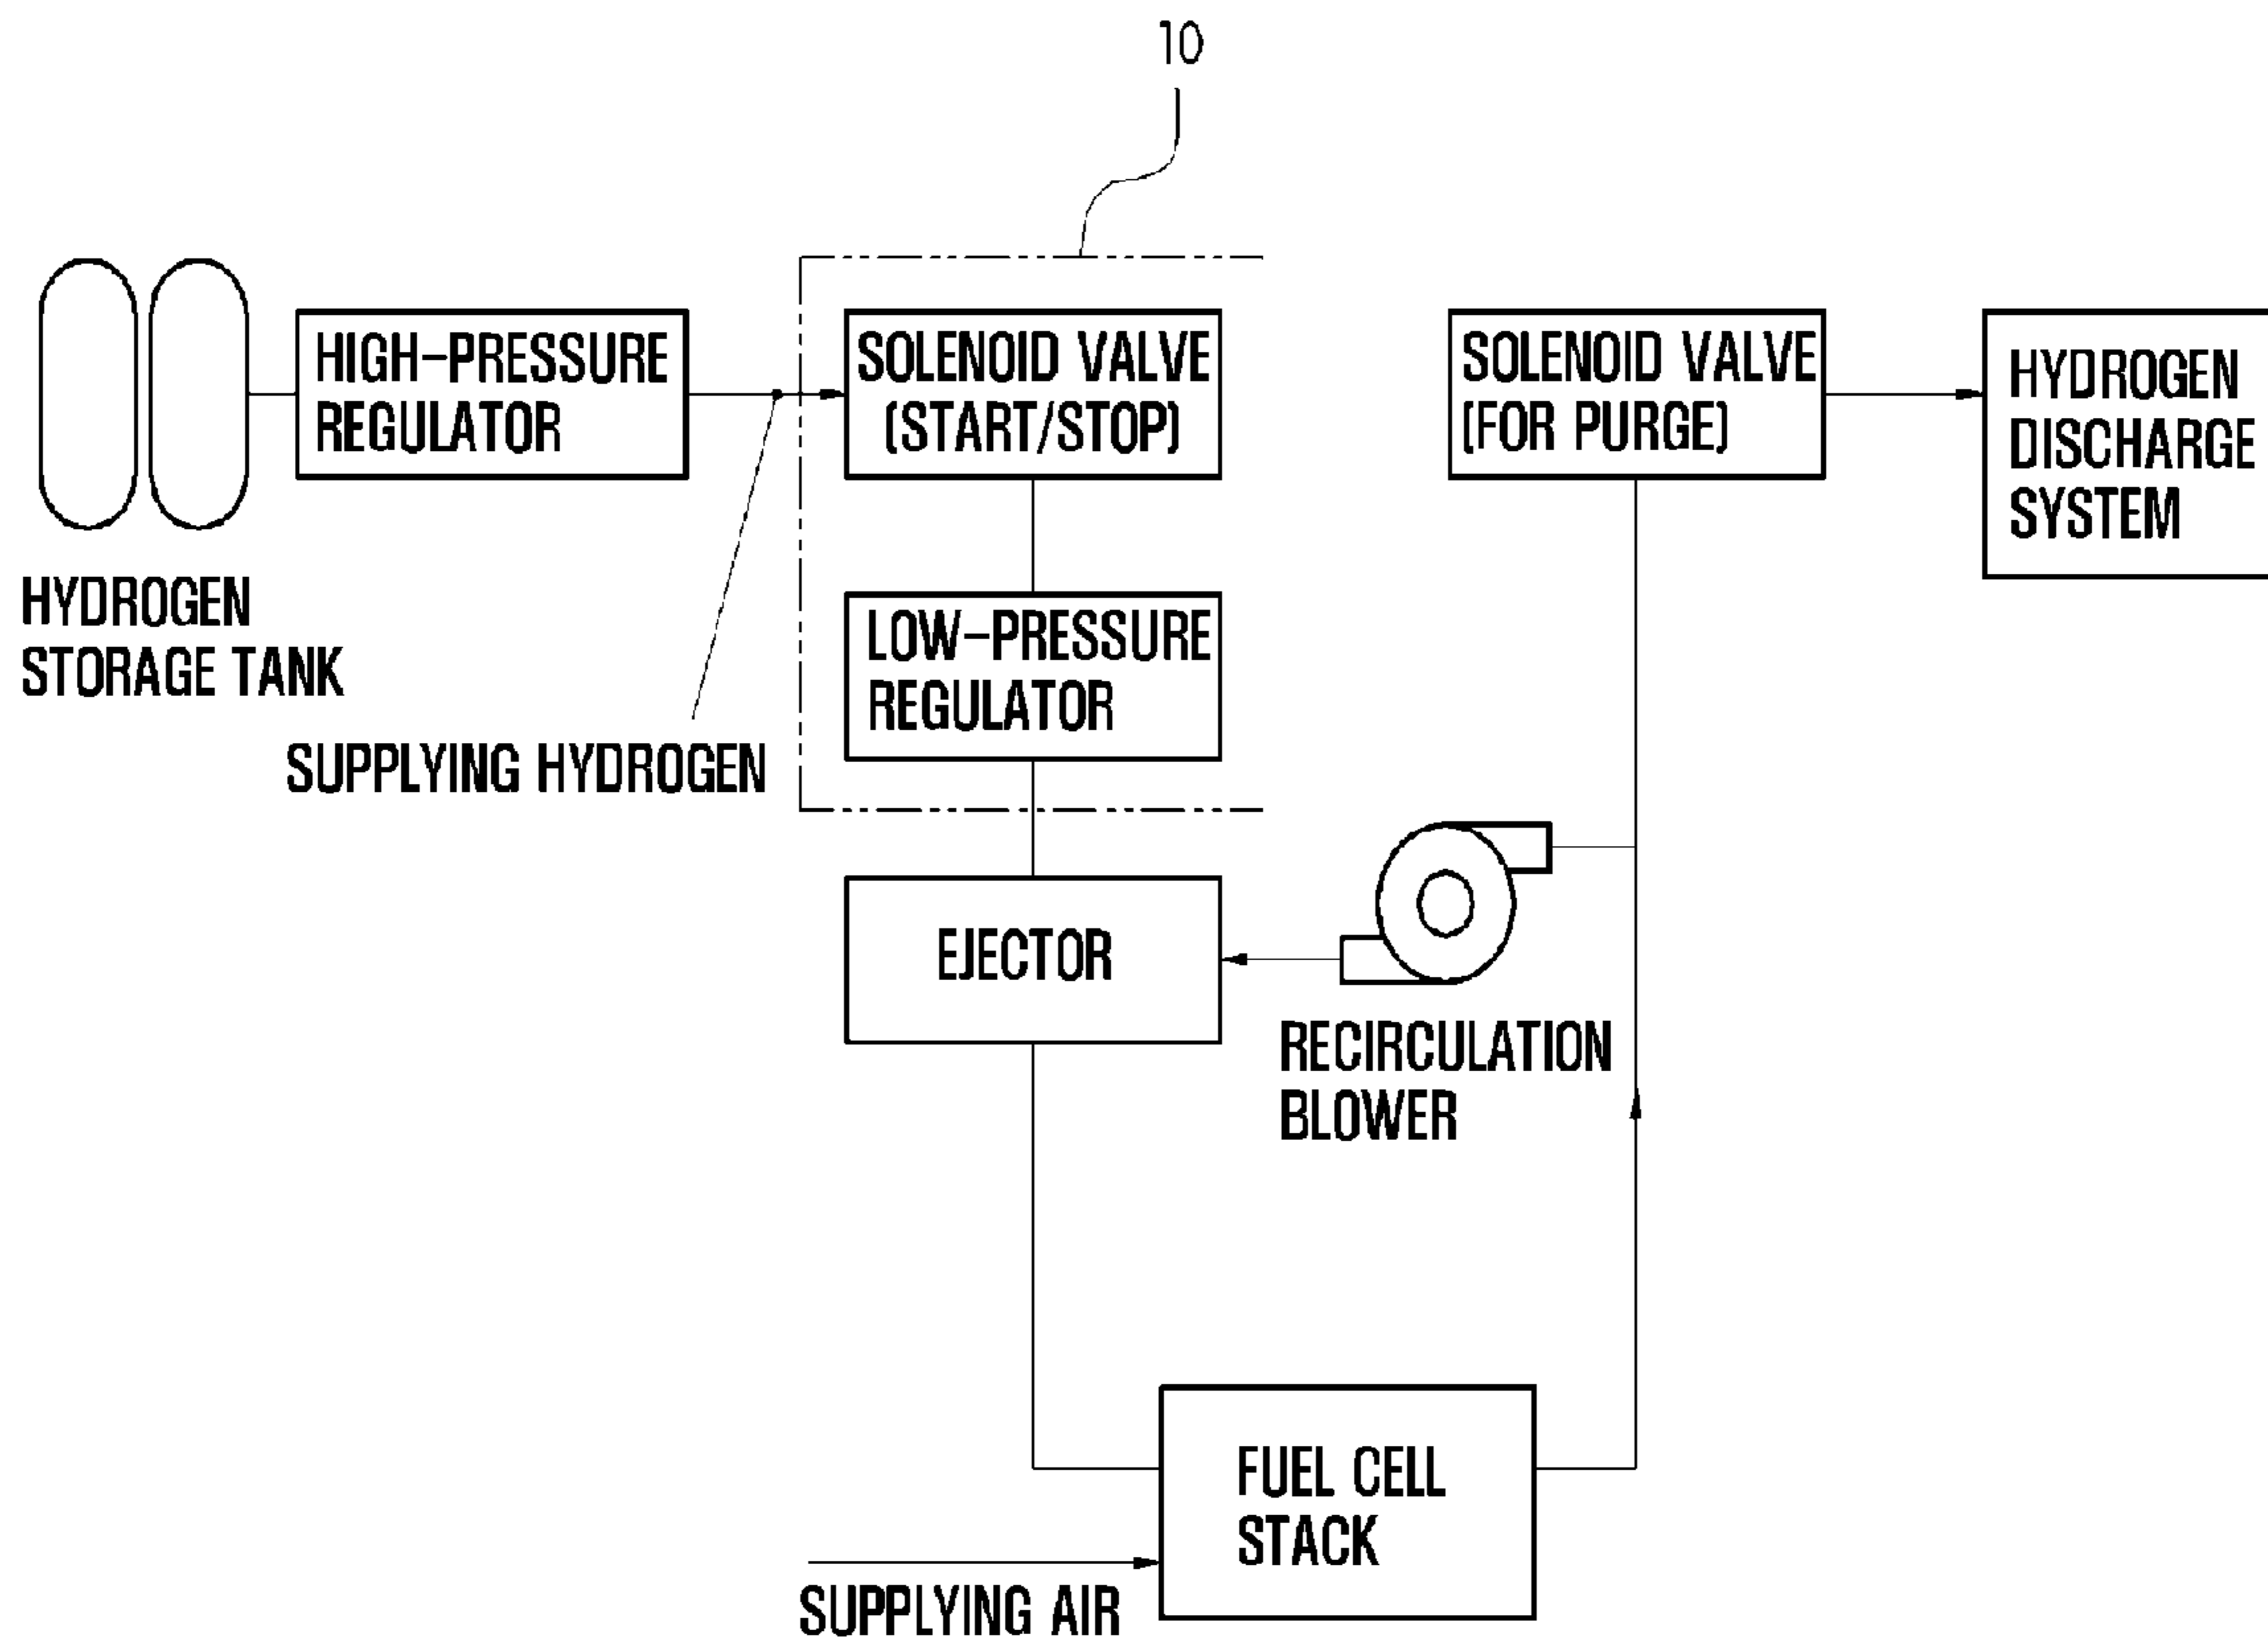 10
HIGH-PRESSURE
REGULATOR
SOLENOID VALVE
(START/STOP)
SOLENOID VALVE
(FOR PURGE)
HYDROGEN
DISCHARGE
SYSTEM
HYDROGEN
STORAGE TANK
LOW-PRESSURE
REGULATOR
SUPPLYING HYDROGEN
EJECTOR
RECIRCULATION
BLOWER
FUEL CELL
STACK
SUPPLYING AIR